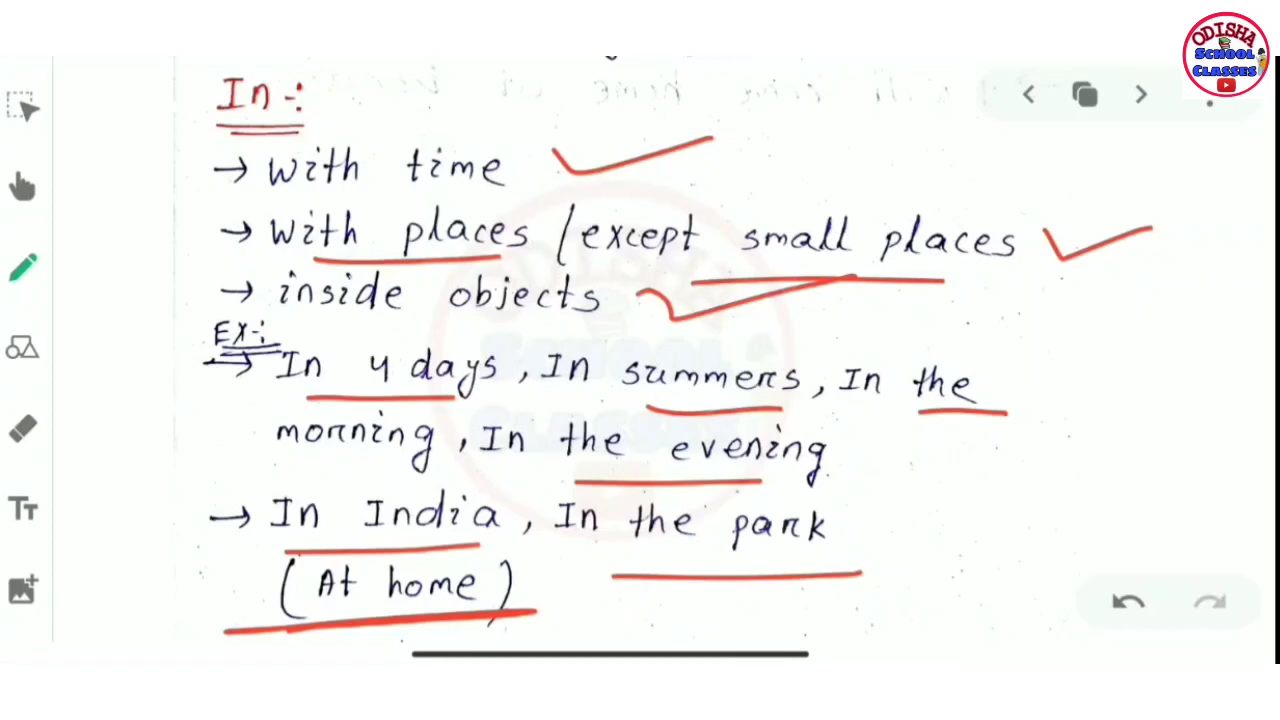 ODISHA
SCHOOL
CLASSES
In -:
→ With time
→ With places / except small places
→ inside objects
EX-:
→ In 4 days, In summers, In the
morning, In the evening
→ In India, In the park
(At home)
TT